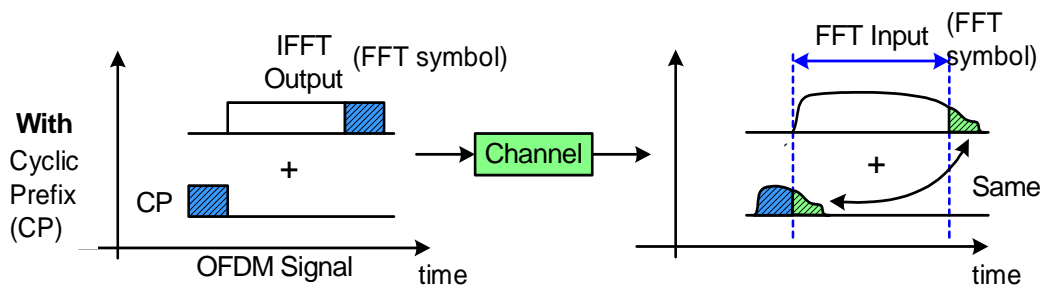 With
Cyclic
Prefix
(CP)
IFFT
Output
(FFT symbol)
+
CP
OFDM Signal
time
Channel
FFT Input
(FFT
symbol)
+
Same
time